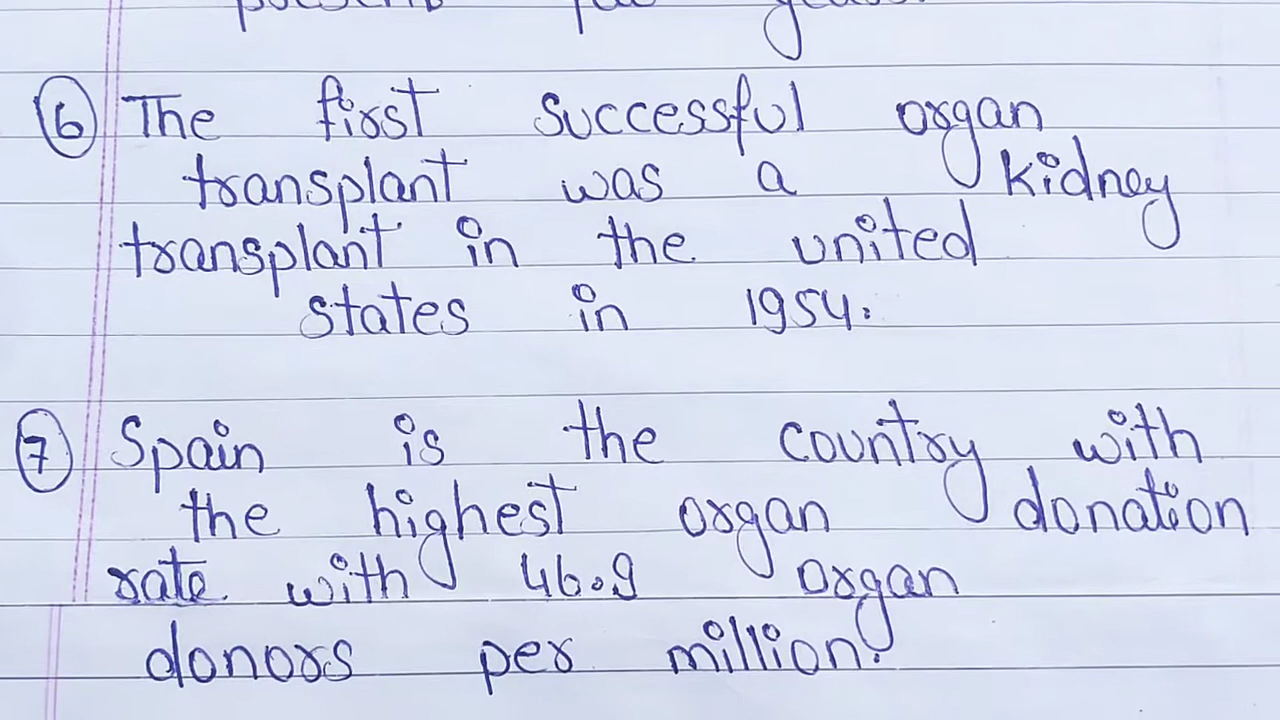 ⑥ The first successful organ
transplant was a kidney
transplant in the united
states in 1954.
⑦ Spain is the country with
the highest organ donation
rate with 46.9 organ
donors per million.